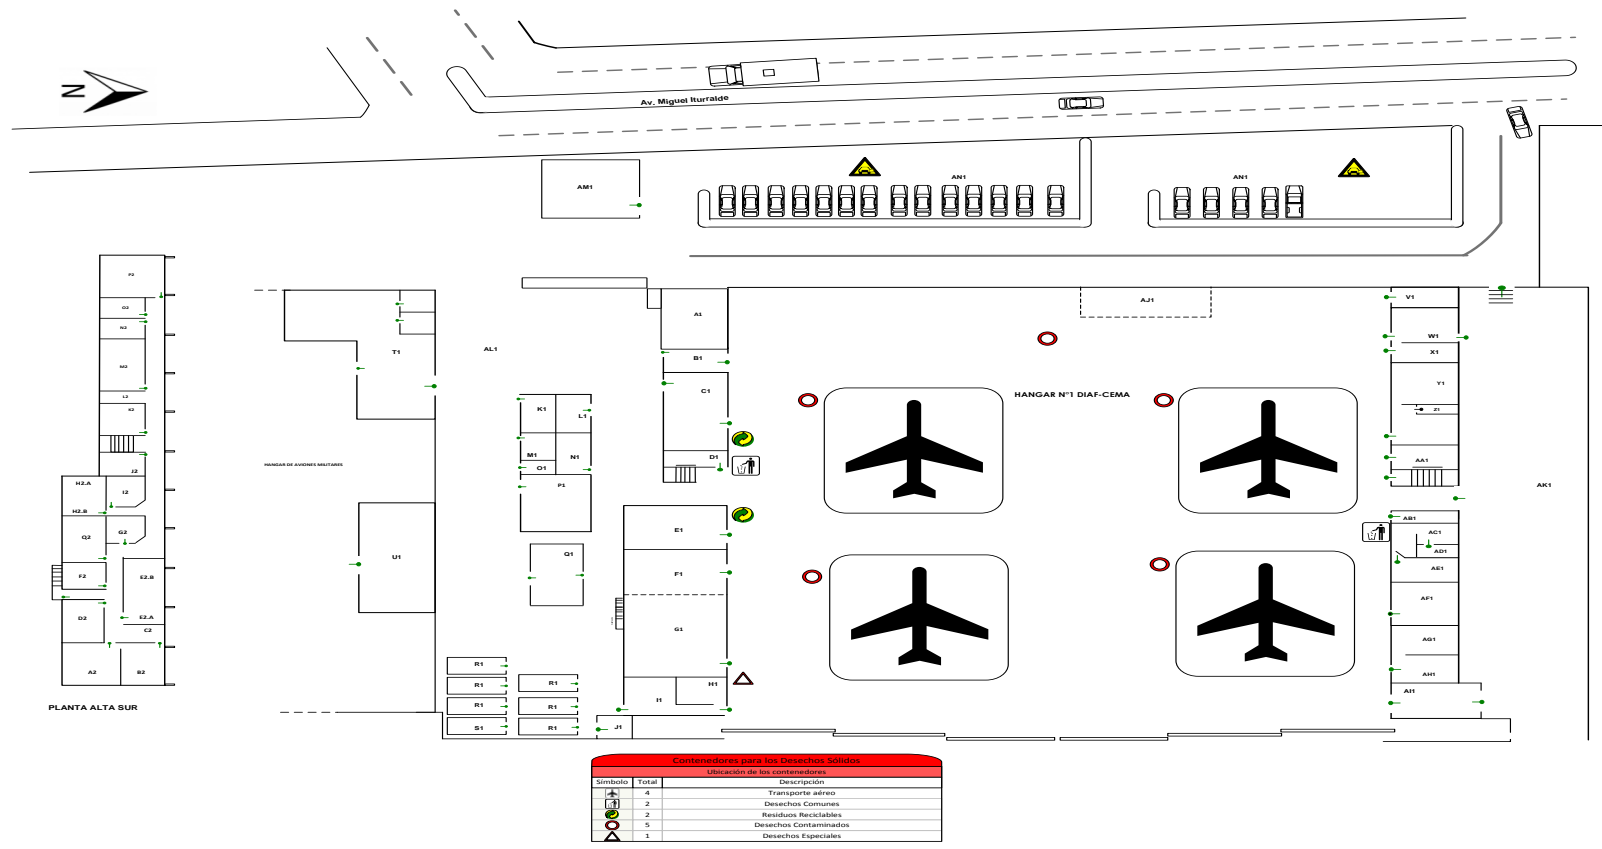 N
Av. Miguel Iturralde
AM1
AN1
AN1
P2
O2
N2
M2
L2
K2
J2
H2.A
I2
H2.B
G2
Q2
F2
E2.B
E2.A
D2
C2
A2
B2
PLANTA ALTA SUR
T1
AL1
HANGAR DE AVIONES MILITARES
U1
K1
L1
M1
N1
O1
P1
Q1
R1
R1
R1
R1
R1
S1
R1
A1
B1
C1
D1
E1
F1
G1
H1
I1
J1
AJ1
HANGAR N°1 DIAF-CEMA
V1
W1
X1
Y1
Z1
AA1
AK1
AB1
AC1
AD1
AE1
AF1
AG1
AH1
AI1
Contenedores para los Desechos Sólidos
Ubicación de los contenedores
Símbolo Total Descripción
4 Transporte aéreo
2 Desechos Comunes
2 Residuos Reciclables
5 Desechos Contaminados
1 Desechos Especiales